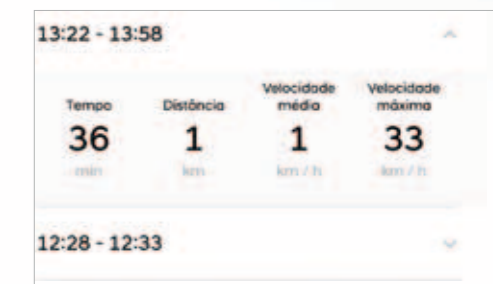 13:22 - 13:58
Tempo Distância Velocidade média Velocidade máxima
36 1 1 33
min km km / h km / h
12:28 - 12:33